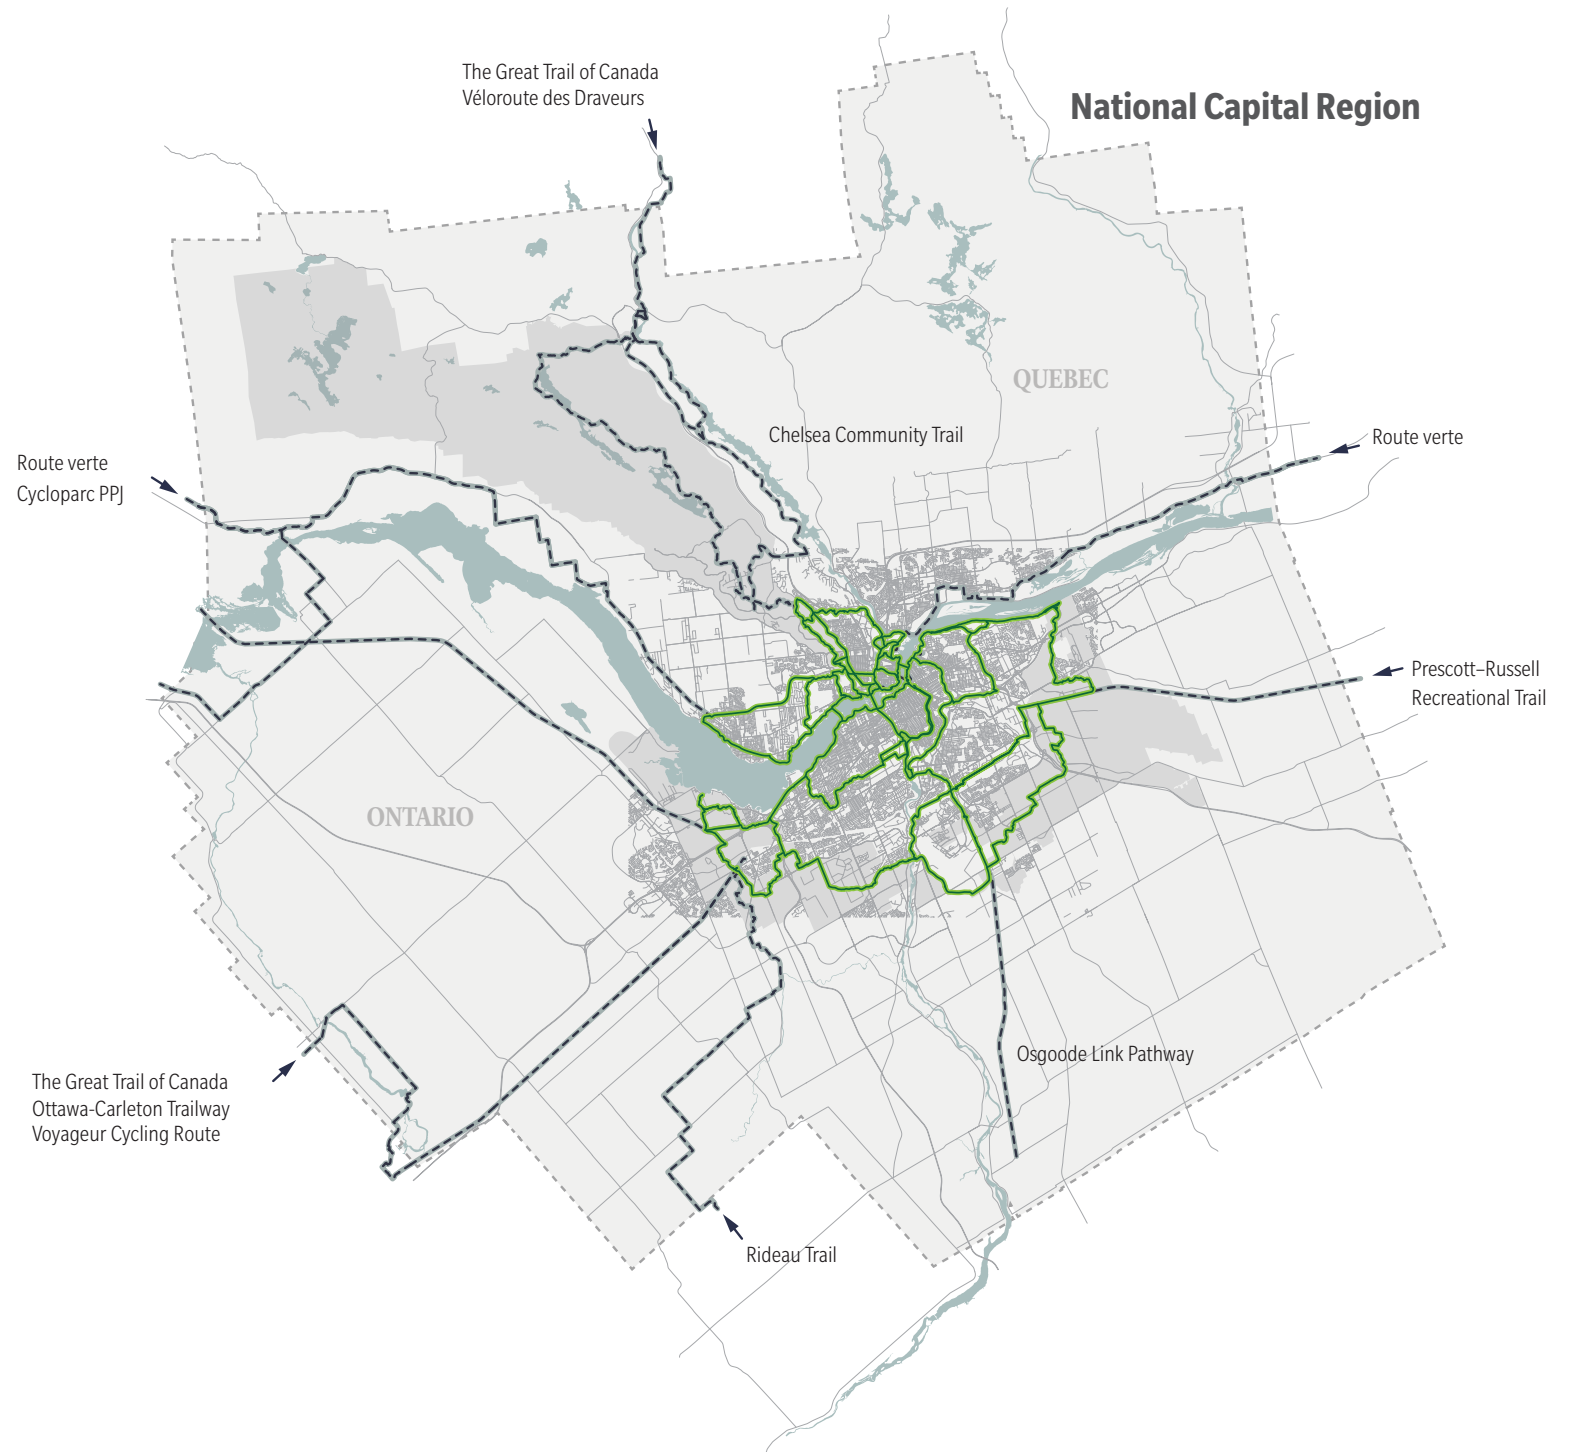 The Great Trail of Canada
Véloroute des Draveurs
National Capital Region
QUEBEC
Chelsea Community Trail
Route verte
Route verte
Cycloparc PPJ
Prescott–Russell
Recreational Trail
ONTARIO
Osgoode Link Pathway
The Great Trail of Canada
Ottawa-Carleton Trailway
Voyageur Cycling Route
Rideau Trail